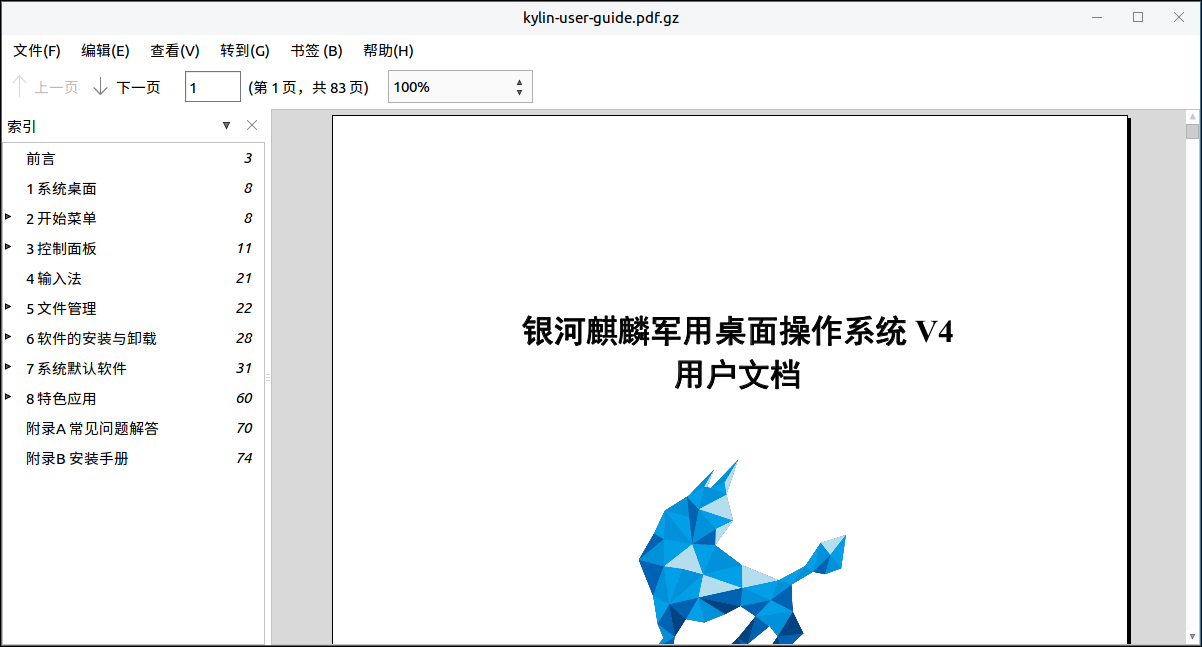 kylin-user-guide.pdf.gz
文件(F) 编辑(E) 查看(V) 转到(G) 书签 (B) 帮助(H)
上一页 下一页 1 (第 1 页，共 83 页) 100%
索引
前言 3
1 系统桌面 8
2 开始菜单 8
3 控制面板 11
4 输入法 21
5 文件管理 22
6 软件的安装与卸载 28
7 系统默认软件 31
8 特色应用 60
附录A 常见问题解答 70
附录B 安装手册 74
银河麒麟军用桌面操作系统 V4
用户文档